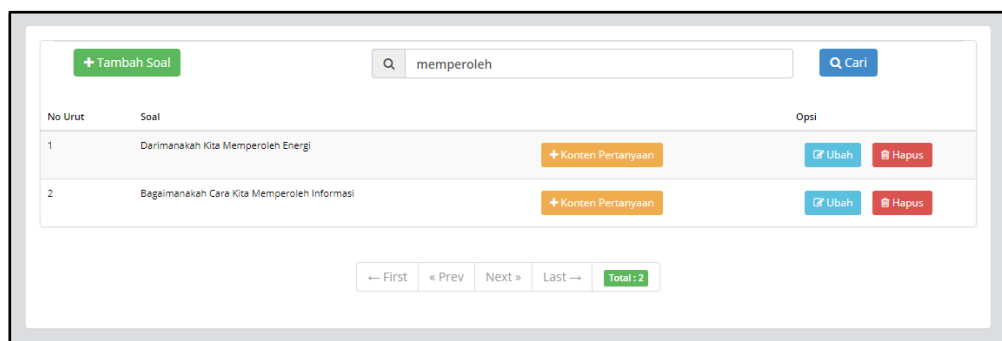 Tambah Soal memperoleh Cari
No Urut Soal Opsi
1 Darimanakah Kita Memperoleh Energi Konten Pertanyaan Ubah Hapus
2 Bagaimanakah Cara Kita Memperoleh Informasi Konten Pertanyaan Ubah Hapus
← First « Prev Next » Last → Total : 2